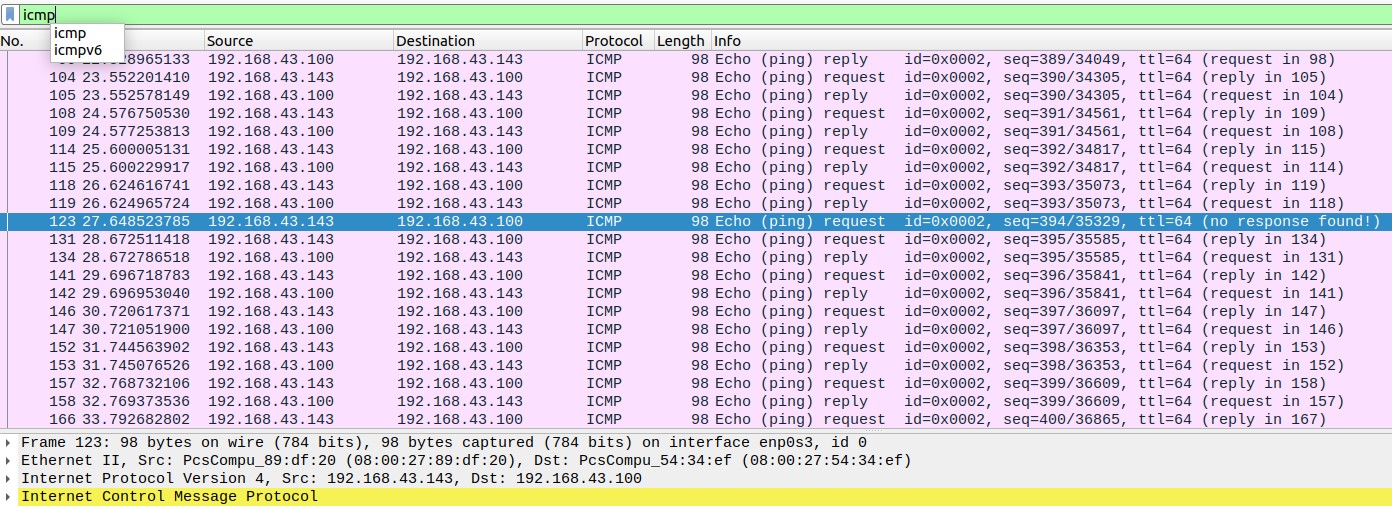 icmp
icmp
icmpv6
No. Source Destination Protocol Length Info
192.168.43.100 192.168.43.143 ICMP 98 Echo (ping) reply id=0x0002, seq=389/34049, ttl=64 (request in 98)
104 23.552201410 192.168.43.143 192.168.43.100 ICMP 98 Echo (ping) request id=0x0002, seq=390/34305, ttl=64 (reply in 105)
105 23.552578149 192.168.43.100 192.168.43.143 ICMP 98 Echo (ping) reply id=0x0002, seq=390/34305, ttl=64 (request in 104)
108 24.576750530 192.168.43.143 192.168.43.100 ICMP 98 Echo (ping) request id=0x0002, seq=391/34561, ttl=64 (reply in 109)
109 24.577253813 192.168.43.100 192.168.43.143 ICMP 98 Echo (ping) reply id=0x0002, seq=391/34561, ttl=64 (request in 108)
114 25.600005131 192.168.43.143 192.168.43.100 ICMP 98 Echo (ping) request id=0x0002, seq=392/34817, ttl=64 (reply in 115)
115 25.600229917 192.168.43.100 192.168.43.143 ICMP 98 Echo (ping) reply id=0x0002, seq=392/34817, ttl=64 (request in 114)
118 26.624616741 192.168.43.143 192.168.43.100 ICMP 98 Echo (ping) request id=0x0002, seq=393/35073, ttl=64 (reply in 119)
119 26.624965724 192.168.43.100 192.168.43.143 ICMP 98 Echo (ping) reply id=0x0002, seq=393/35073, ttl=64 (request in 118)
123 27.648523785 192.168.43.143 192.168.43.100 ICMP 98 Echo (ping) request id=0x0002, seq=394/35329, ttl=64 (no response found!)
131 28.672511418 192.168.43.143 192.168.43.100 ICMP 98 Echo (ping) request id=0x0002, seq=395/35585, ttl=64 (reply in 134)
134 28.672786518 192.168.43.100 192.168.43.143 ICMP 98 Echo (ping) reply id=0x0002, seq=395/35585, ttl=64 (request in 131)
141 29.696718783 192.168.43.143 192.168.43.100 ICMP 98 Echo (ping) request id=0x0002, seq=396/35841, ttl=64 (reply in 142)
142 29.696953040 192.168.43.100 192.168.43.143 ICMP 98 Echo (ping) reply id=0x0002, seq=396/35841, ttl=64 (request in 141)
146 30.720617371 192.168.43.143 192.168.43.100 ICMP 98 Echo (ping) request id=0x0002, seq=397/36097, ttl=64 (reply in 147)
147 30.721051900 192.168.43.100 192.168.43.143 ICMP 98 Echo (ping) reply id=0x0002, seq=397/36097, ttl=64 (request in 146)
152 31.744563902 192.168.43.143 192.168.43.100 ICMP 98 Echo (ping) request id=0x0002, seq=398/36353, ttl=64 (reply in 153)
153 31.745076526 192.168.43.100 192.168.43.143 ICMP 98 Echo (ping) reply id=0x0002, seq=398/36353, ttl=64 (request in 152)
157 32.768732106 192.168.43.143 192.168.43.100 ICMP 98 Echo (ping) request id=0x0002, seq=399/36609, ttl=64 (reply in 158)
158 32.769373536 192.168.43.100 192.168.43.143 ICMP 98 Echo (ping) reply id=0x0002, seq=399/36609, ttl=64 (request in 157)
166 33.792682802 192.168.43.143 192.168.43.100 ICMP 98 Echo (ping) request id=0x0002, seq=400/36865, ttl=64 (reply in 167)
Frame 123: 98 bytes on wire (784 bits), 98 bytes captured (784 bits) on interface enp0s3, id 0
Ethernet II, Src: PcsCompu_89:df:20 (08:00:27:89:df:20), Dst: PcsCompu_54:34:ef (08:00:27:54:34:ef)
Internet Protocol Version 4, Src: 192.168.43.143, Dst: 192.168.43.100
Internet Control Message Protocol